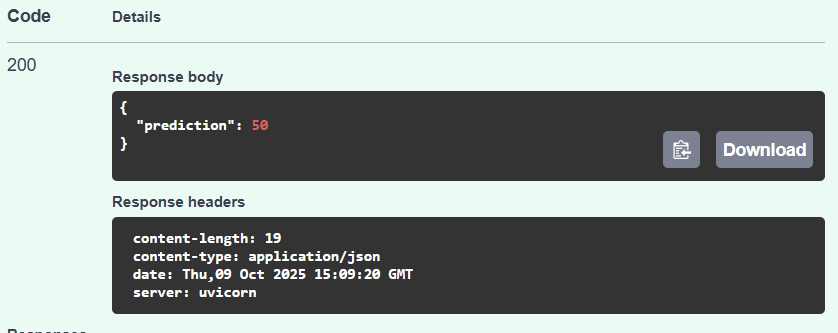 Code Details
200
Response body
{
"prediction": 50
}
Download
Response headers
content-length: 19
content-type: application/json
date: Thu,09 Oct 2025 15:09:20 GMT
server: uvicorn